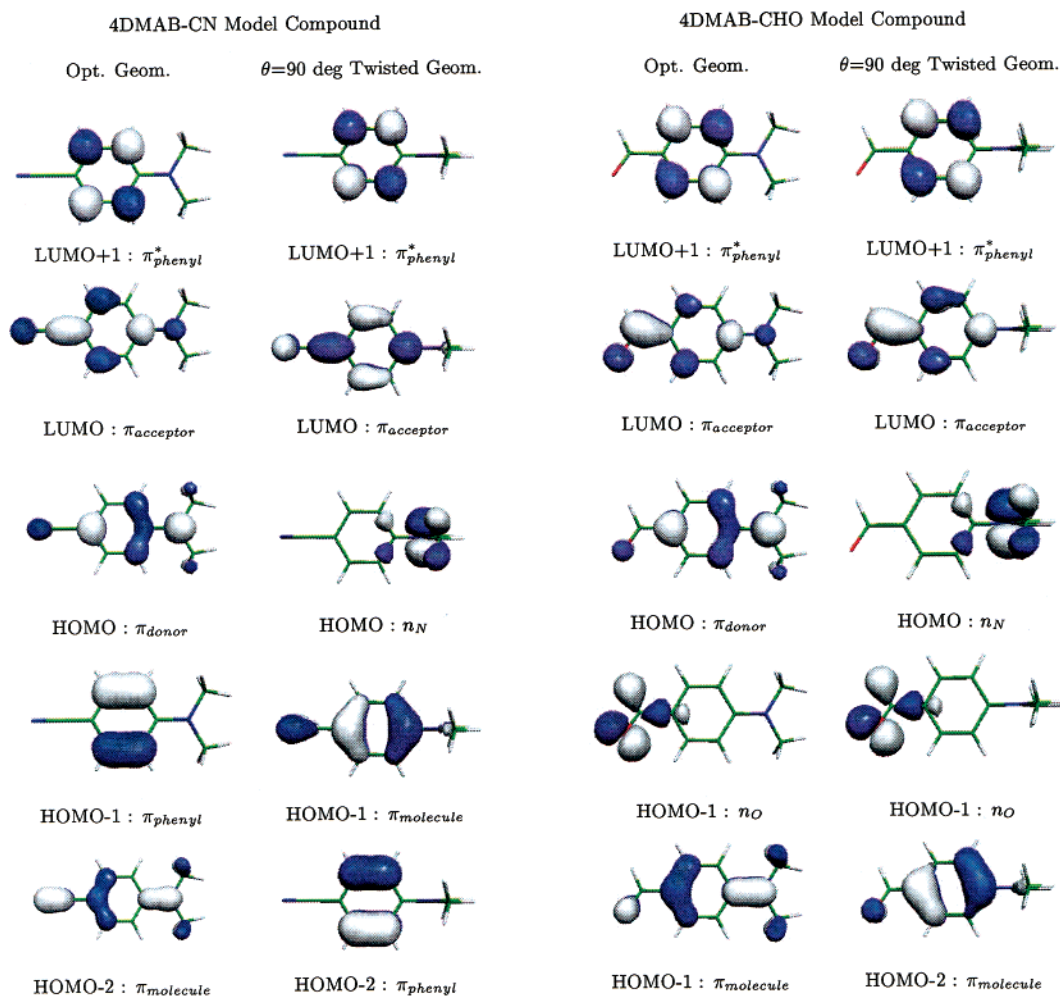 4DMAB-CN Model Compound
4DMAB-CHO Model Compound
Opt. Geom.
θ=90 deg Twisted Geom.
Opt. Geom.
θ=90 deg Twisted Geom.
LUMO+1 : π*phenyl
LUMO+1 : π*phenyl
LUMO+1 : π*phenyl
LUMO+1 : π*phenyl
LUMO : πacceptor
LUMO : πacceptor
LUMO : πacceptor
LUMO : πacceptor
HOMO : πdonor
HOMO : nN
HOMO : πdonor
HOMO : nN
HOMO-1 : πphenyl
HOMO-1 : πmolecule
HOMO-1 : nO
HOMO-1 : nO
HOMO-2 : πmolecule
HOMO-2 : πphenyl
HOMO-1 : πmolecule
HOMO-2 : πmolecule